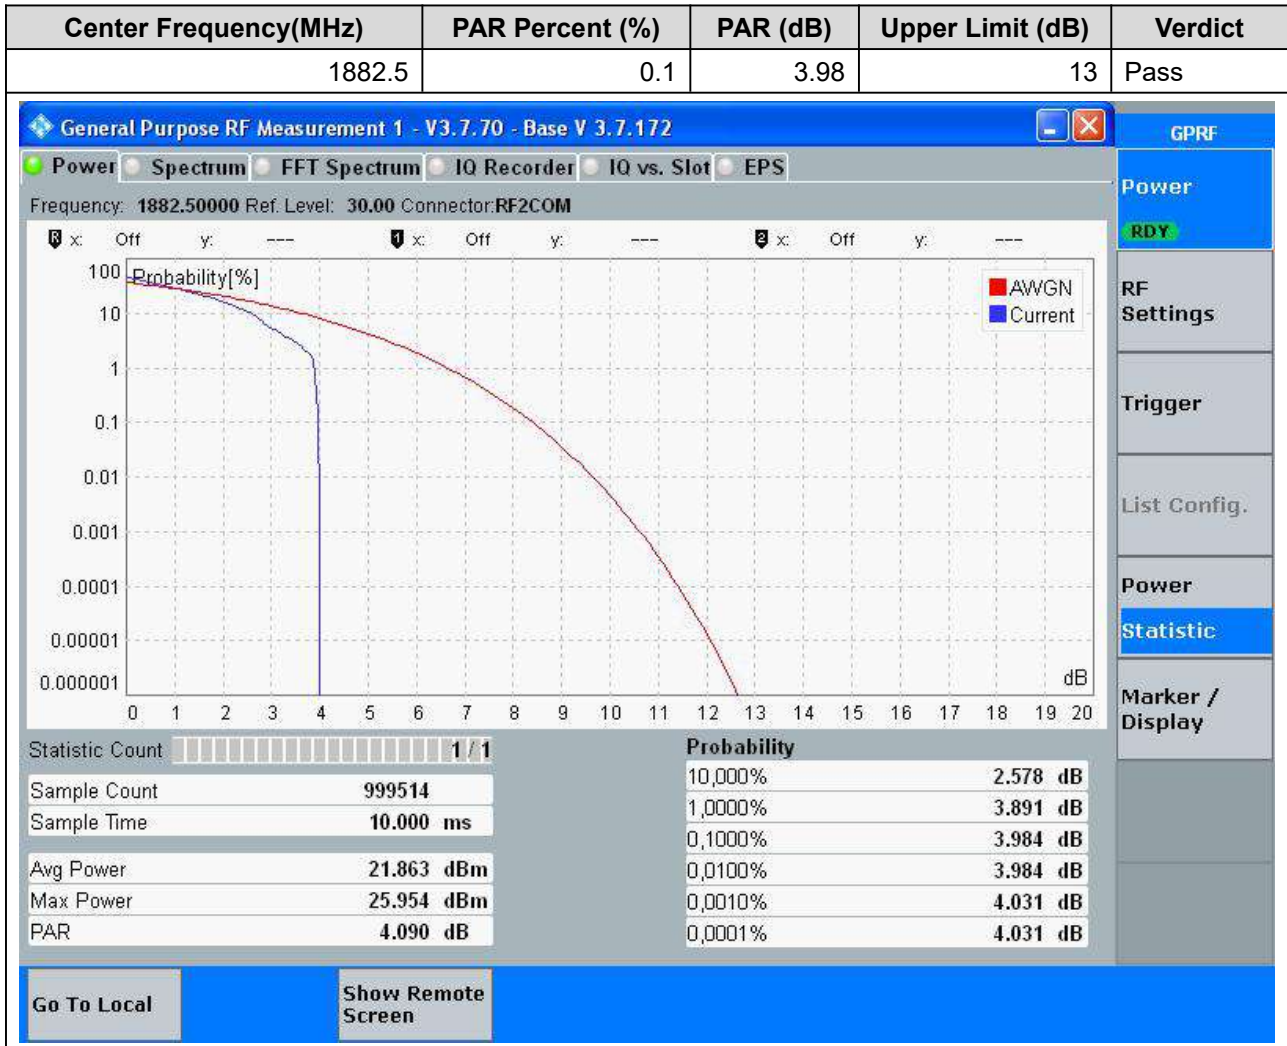 Center Frequency(MHz) PAR Percent (%) PAR (dB) Upper Limit (dB) Verdict
1882.5 0.1 3.98 13 Pass
General Purpose RF Measurement 1 - V3.7.70 - Base V 3.7.172
GPRF
Power Spectrum FFT Spectrum IQ Recorder IQ vs. Slot EPS
Frequency: 1882.50000 Ref. Level: 30.00 Connector:RF2COM
R x: Off y: --- 1 x: Off y: --- 2 x: Off y: ---
Probability[%]
AWGN
Current
100
10
1
0.1
0.01
0.001
0.0001
0.00001
0.000001
dB
0 1 2 3 4 5 6 7 8 9 10 11 12 13 14 15 16 17 18 19 20
Statistic Count 1 / 1
Sample Count 999514
Sample Time 10.000 ms
Avg Power 21.863 dBm
Max Power 25.954 dBm
PAR 4.090 dB
Probability
10,000% 2.578 dB
1,0000% 3.891 dB
0,1000% 3.984 dB
0,0100% 3.984 dB
0,0010% 4.031 dB
0,0001% 4.031 dB
Power
RDY
RF
Settings
Trigger
List Config.
Power
Statistic
Marker /
Display
Go To Local
Show Remote
Screen